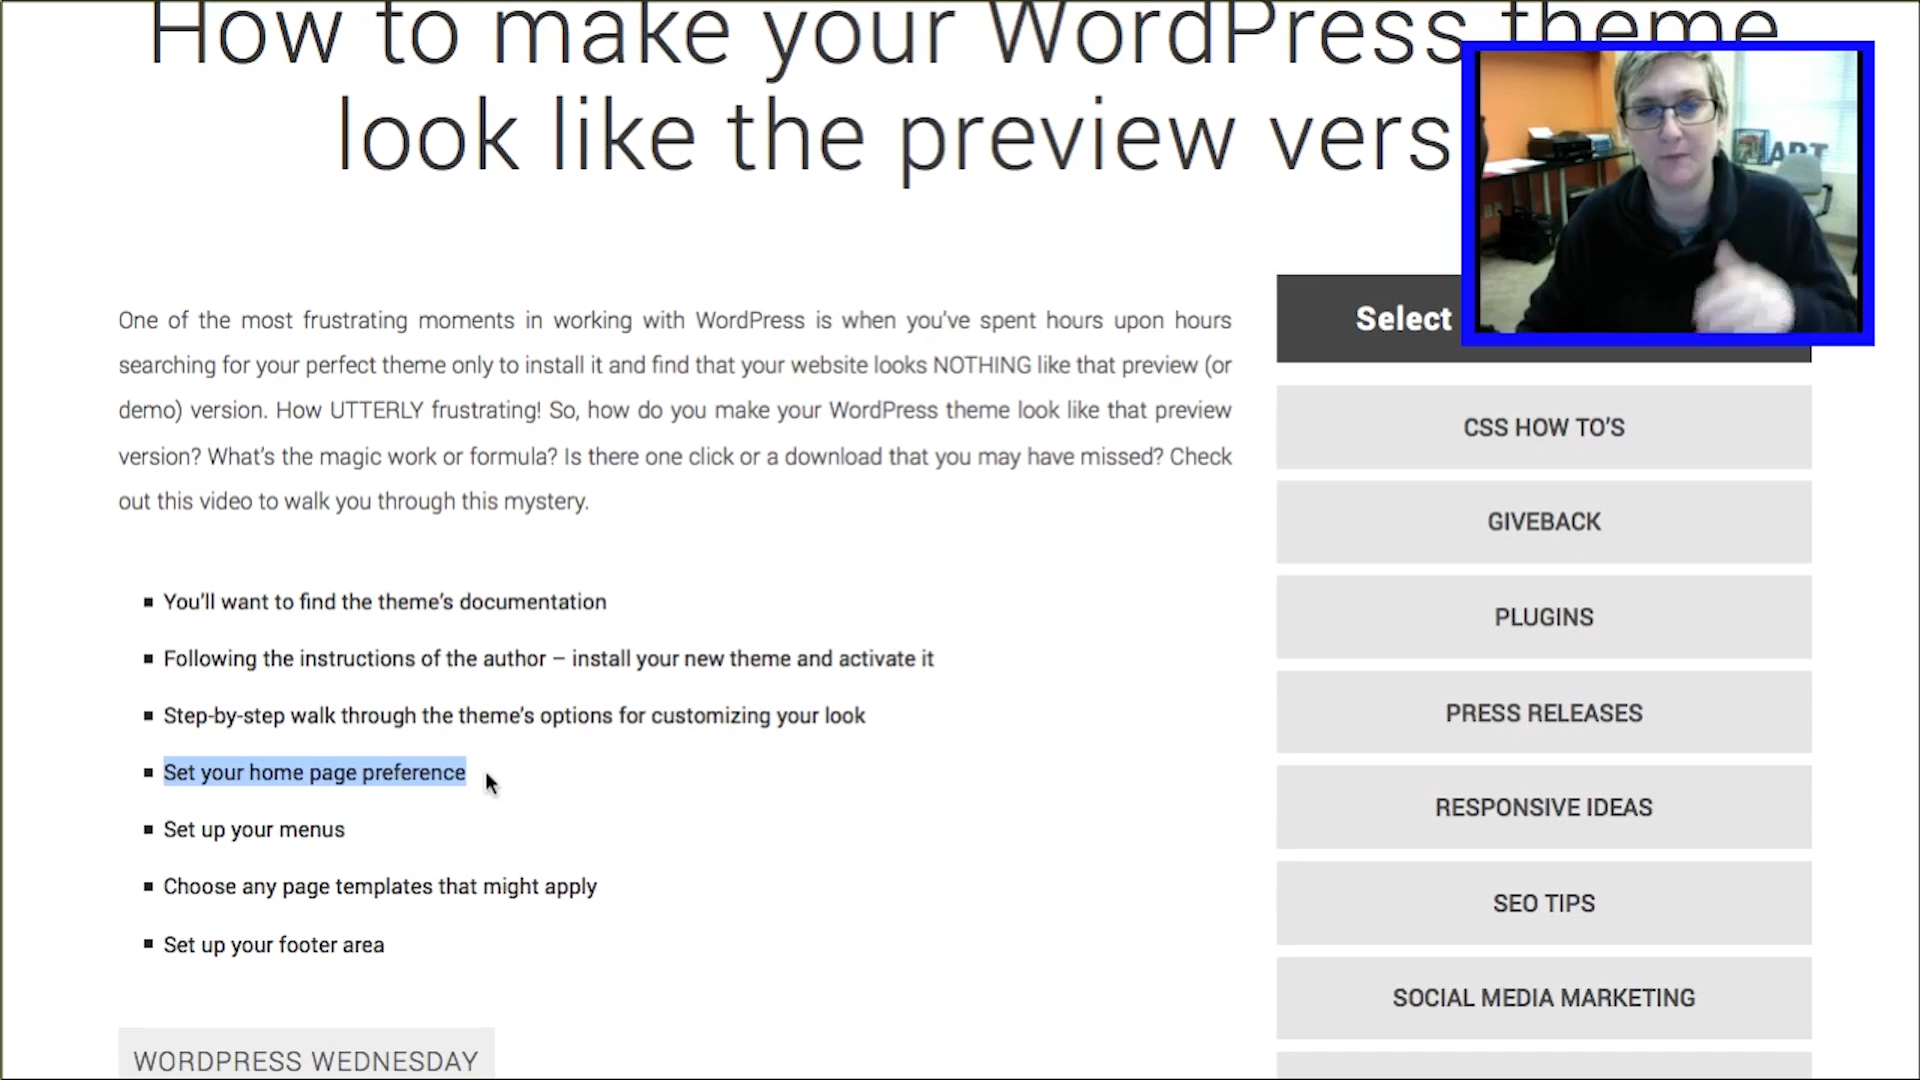 How to make your WordPress theme
look like the preview vers
One of the most frustrating moments in working with WordPress is when you've spent hours upon hours
searching for your perfect theme only to install it and find that your website looks NOTHING like that preview (or
demo) version. How UTTERLY frustrating! So, how do you make your WordPress theme look like that preview
version? What's the magic work or formula? Is there one click or a download that you may have missed? Check
out this video to walk you through this mystery.
You'll want to find the theme's documentation
Following the instructions of the author – install your new theme and activate it
Step-by-step walk through the theme's options for customizing your look
Set your home page preference
Set up your menus
Choose any page templates that might apply
Set up your footer area
WORDPRESS WEDNESDAY
Select
CSS HOW TO'S
GIVEBACK
PLUGINS
PRESS RELEASES
RESPONSIVE IDEAS
SEO TIPS
SOCIAL MEDIA MARKETING
ART